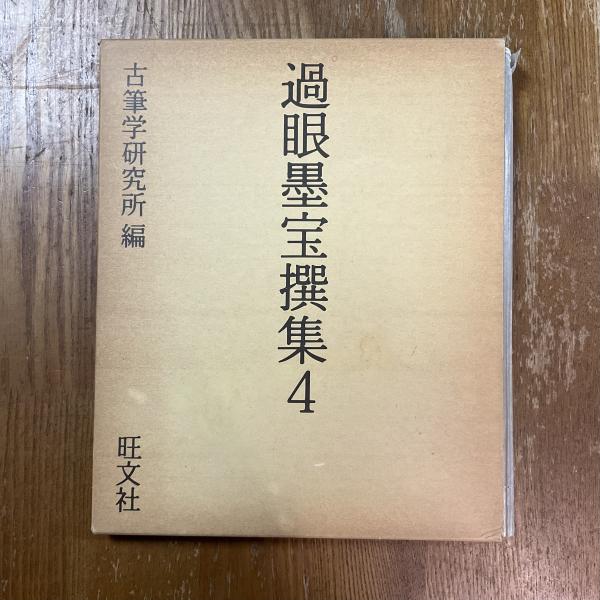 過眼墨宝撰集4
古筆学研究所 編
旺文社